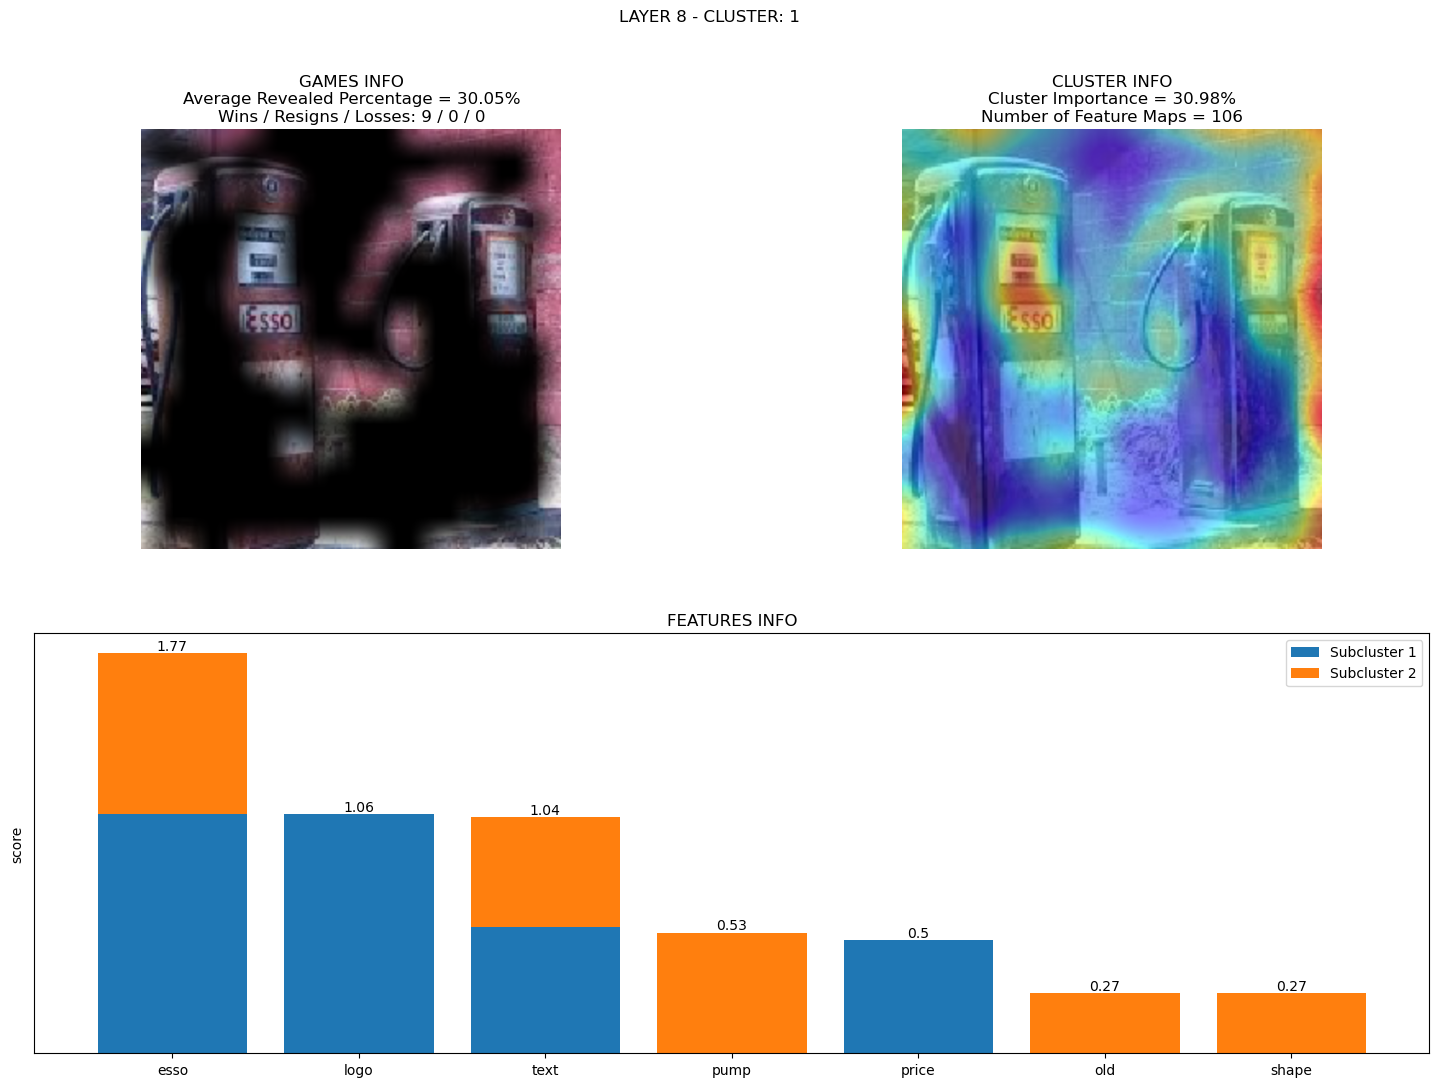 LAYER 8 - CLUSTER: 1
GAMES INFO
Average Revealed Percentage = 30.05%
Wins / Resigns / Losses: 9 / 0 / 0
CLUSTER INFO
Cluster Importance = 30.98%
Number of Feature Maps = 106
ESSO
ESSO
FEATURES INFO
Subcluster 1
Subcluster 2
score
1.77
1.06
1.04
0.53
0.5
0.27
0.27
esso
logo
text
pump
price
old
shape